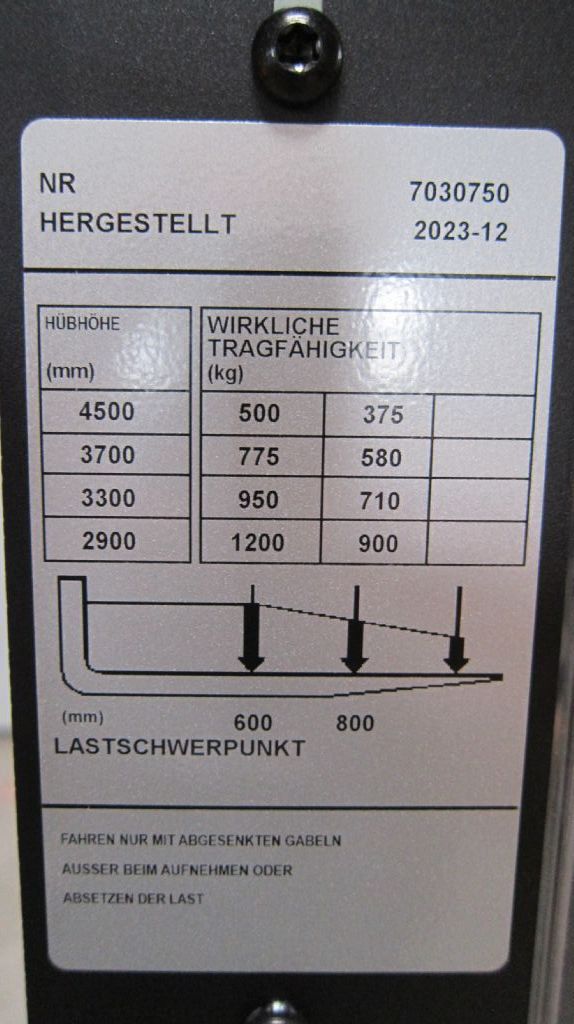 NR 7030750
HERGESTELLT 2023-12
HÜBHÖHE
(mm)
WIRKLICHE
TRAGFÄHIGKEIT
(kg)
4500 500 375
3700 775 580
3300 950 710
2900 1200 900
(mm) 600 800
LASTSCHWERPUNKT
FAHREN NUR MIT ABGESENKTEN GABELN
AUSSER BEIM AUFNEHMEN ODER
ABSETZEN DER LAST